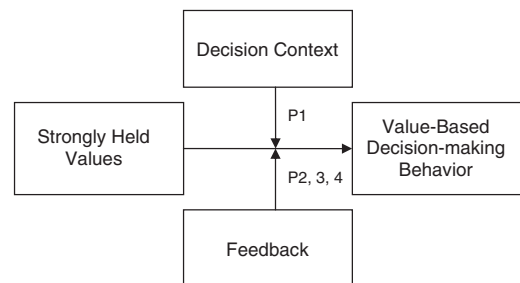 Decision Context
P1
Strongly Held
Values
Value-Based
Decision-making
Behavior
P2, 3, 4
Feedback